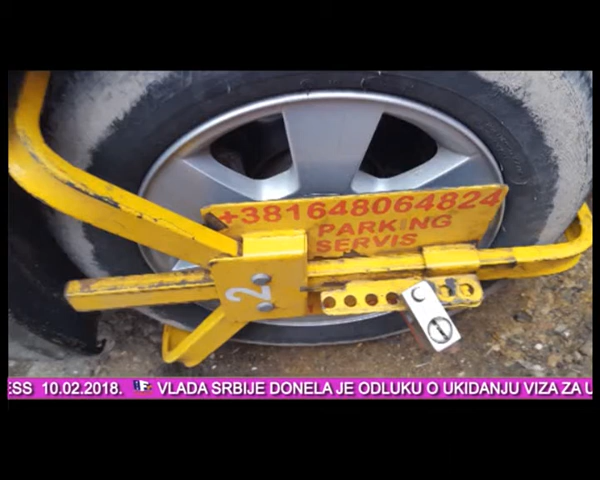 +381648064824
PARKING
SERVIS
2
ESS 10.02.2018. VLADA SRBIJE DONELA JE ODLUKU O UKIDANJU VIZA ZA